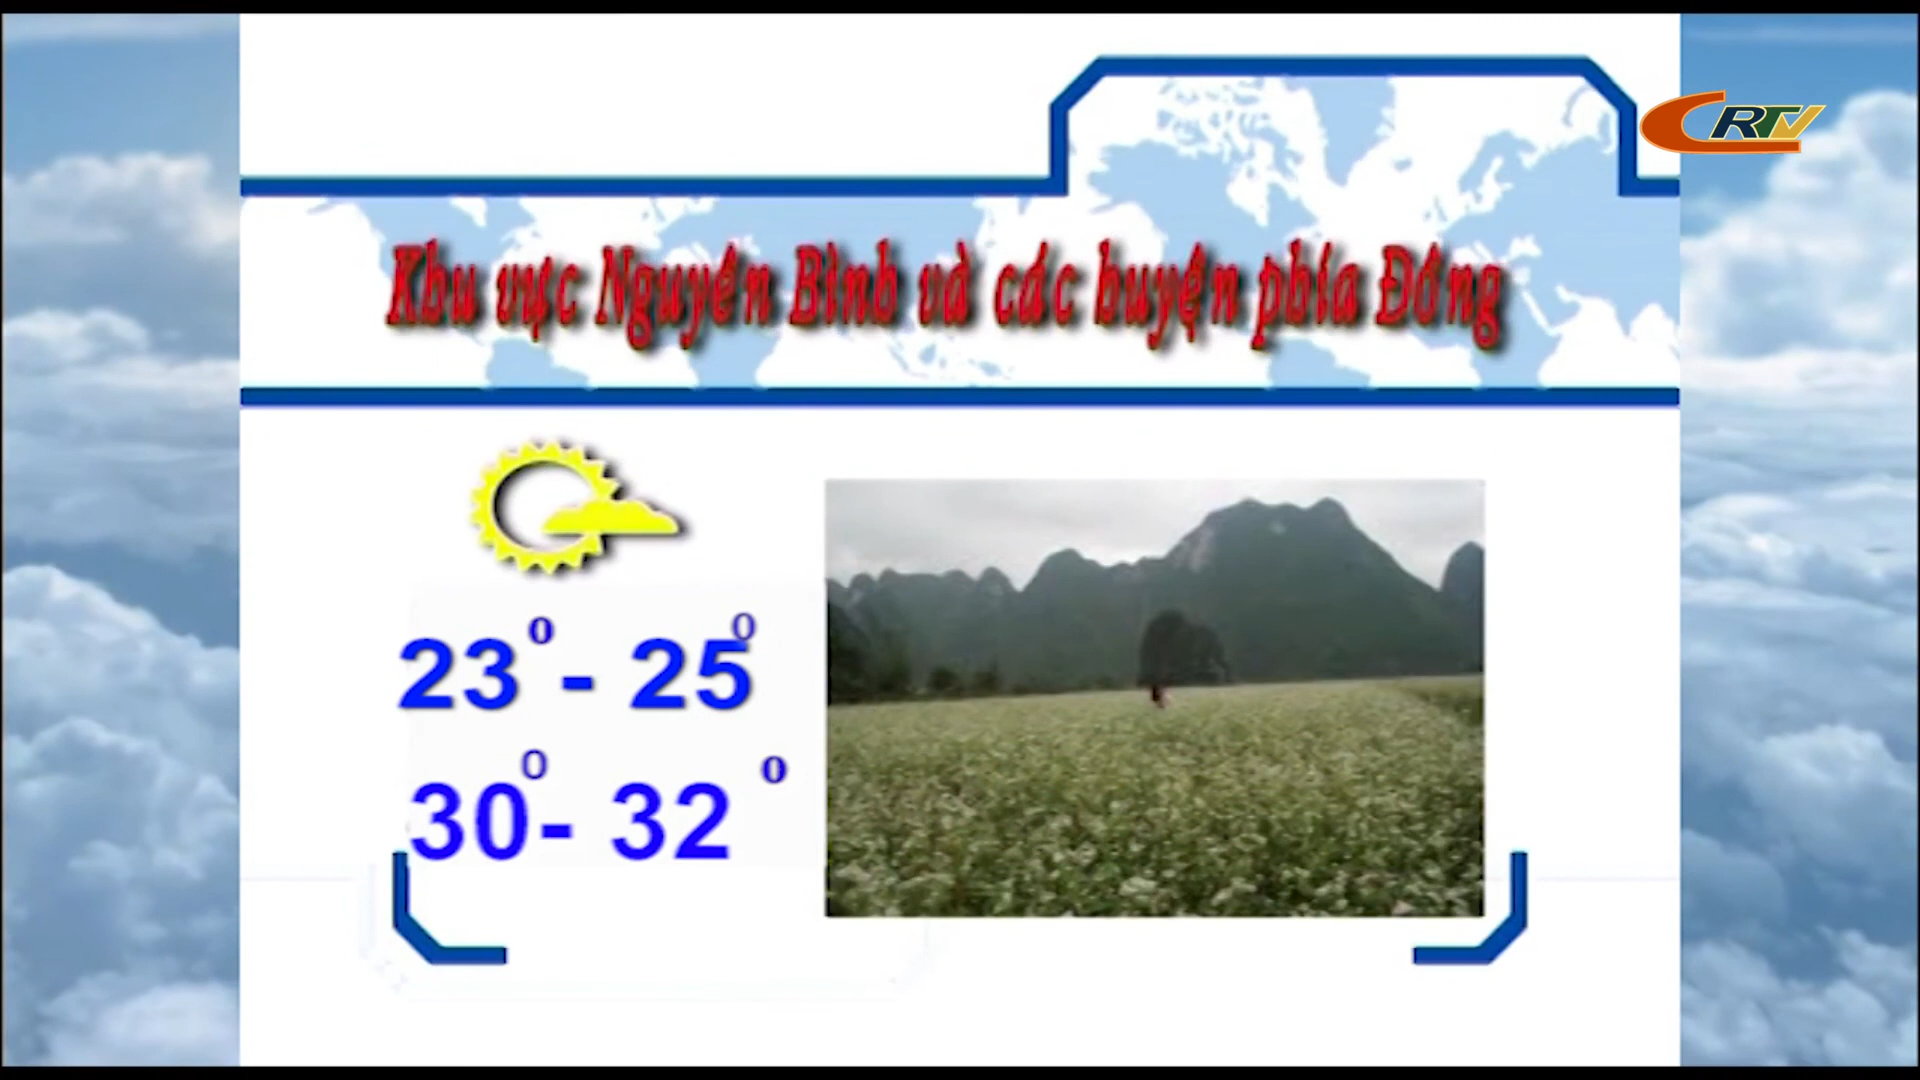 CRTV
Khu vực Nguyên Bình và các huyện phía Đông
23° - 25°
30° - 32°